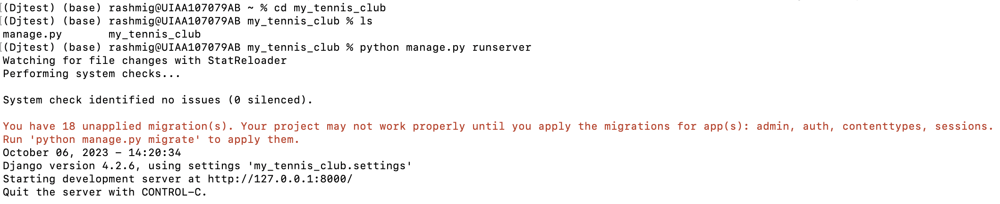 (Djtest) (base) rashmig@UIAA107079AB ~ % cd my_tennis_club
(Djtest) (base) rashmig@UIAA107079AB my_tennis_club % ls
manage.py       my_tennis_club
(Djtest) (base) rashmig@UIAA107079AB my_tennis_club % python manage.py runserver
Watching for file changes with StatReloader
Performing system checks...
System check identified no issues (0 silenced).
You have 18 unapplied migration(s). Your project may not work properly until you apply the migrations for app(s): admin, auth, contenttypes, sessions.
Run 'python manage.py migrate' to apply them.
October 06, 2023 - 14:20:34
Django version 4.2.6, using settings 'my_tennis_club.settings'
Starting development server at http://127.0.0.1:8000/
Quit the server with CONTROL-C.